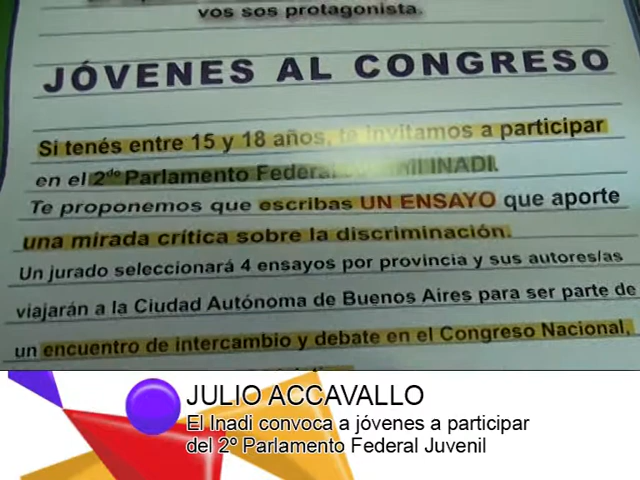 vos sos protagonista.
JÓVENES AL CONGRESO
Si tenés entre 15 y 18 años, te invitamos a participar
en el 2do Parlamento Federal INADI.
Te proponemos que escribas UN ENSAYO que aporte
una mirada crítica sobre la discriminación.
Un jurado seleccionará 4 ensayos por provincia y sus autores/as
viajarán a la Ciudad Autónoma de Buenos Aires para ser parte de
un encuentro de intercambio y debate en el Congreso Nacional,
JULIO ACCAVALLO
El Inadi convoca a jóvenes a participar
del 2º Parlamento Federal Juvenil